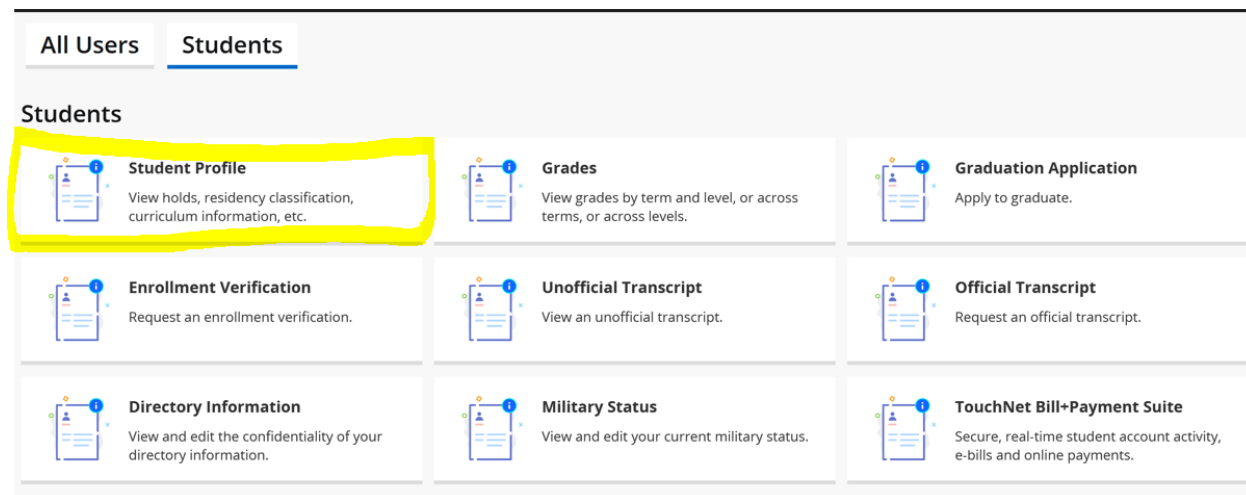 All Users
Students
Students
Student Profile
View holds, residency classification,
curriculum information, etc.
Grades
View grades by term and level, or across
terms, or across levels.
Graduation Application
Apply to graduate.
Enrollment Verification
Request an enrollment verification.
Unofficial Transcript
View an unofficial transcript.
Official Transcript
Request an official transcript.
Directory Information
View and edit the confidentiality of your
directory information.
Military Status
View and edit your current military status.
TouchNet Bill+Payment Suite
Secure, real-time student account activity,
e-bills and online payments.